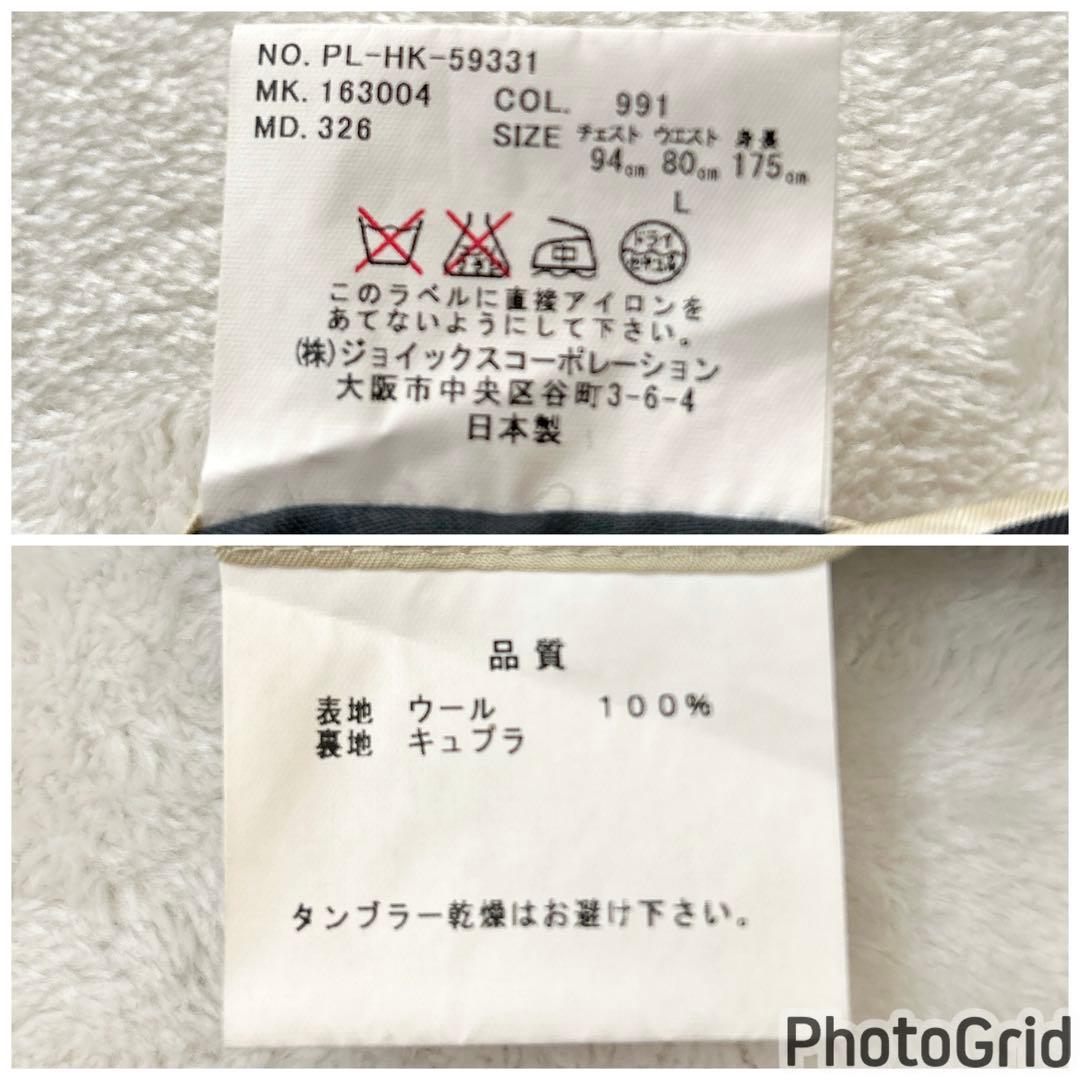 NO. PL-HK-59331
MK. 163004
COL. 991
MD. 326
SIZE チェスト ウエスト 身長
94cm 80cm 175cm
L
中
ドライ
セキユ系
このラベルに直接アイロンを
あてないようにして下さい。
(株)ジョイックスコーポレーション
大阪市中央区谷町3-6-4
日本製
品質
表地 ウール 100%
裏地 キュプラ
タンブラー乾燥はお避け下さい。
PhotoGrid